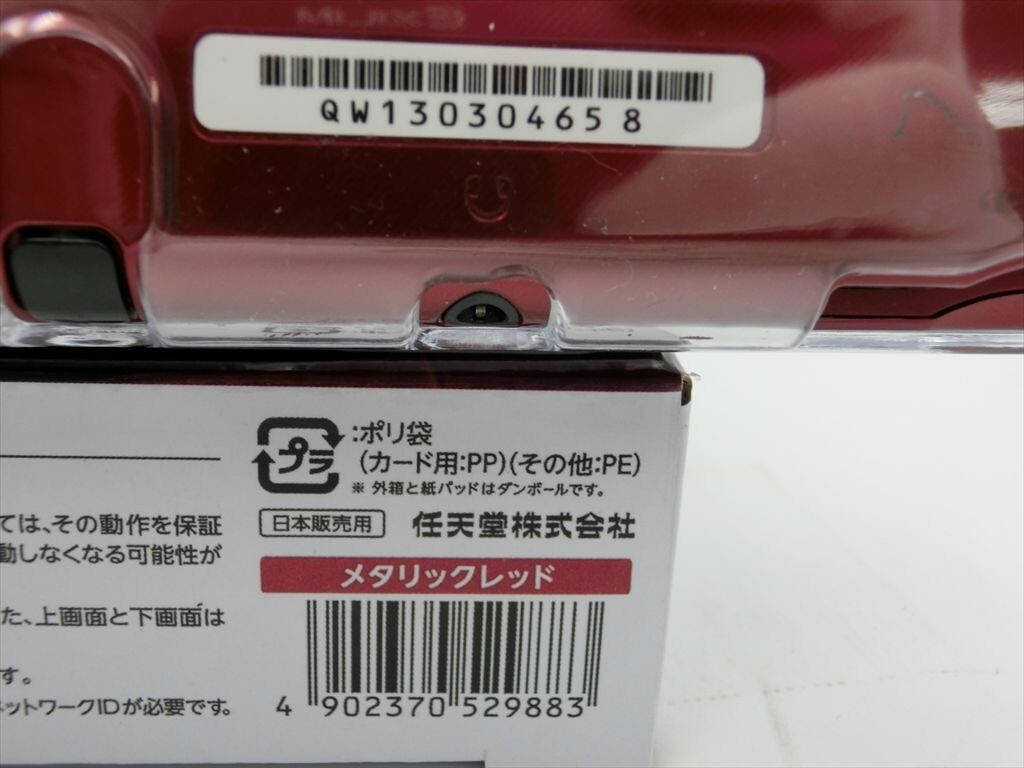 QW130304658
プラ
:ポリ袋
(カード用:PP)(その他:PE)
※ 外箱と紙パッドはダンボールです。
日本販売用 任天堂株式会社
メタリックレッド
4 902370 529883
ては、その動作を保証
動しなくなる可能性が
た、上画面と下画面は
す。
ネットワークIDが必要です。